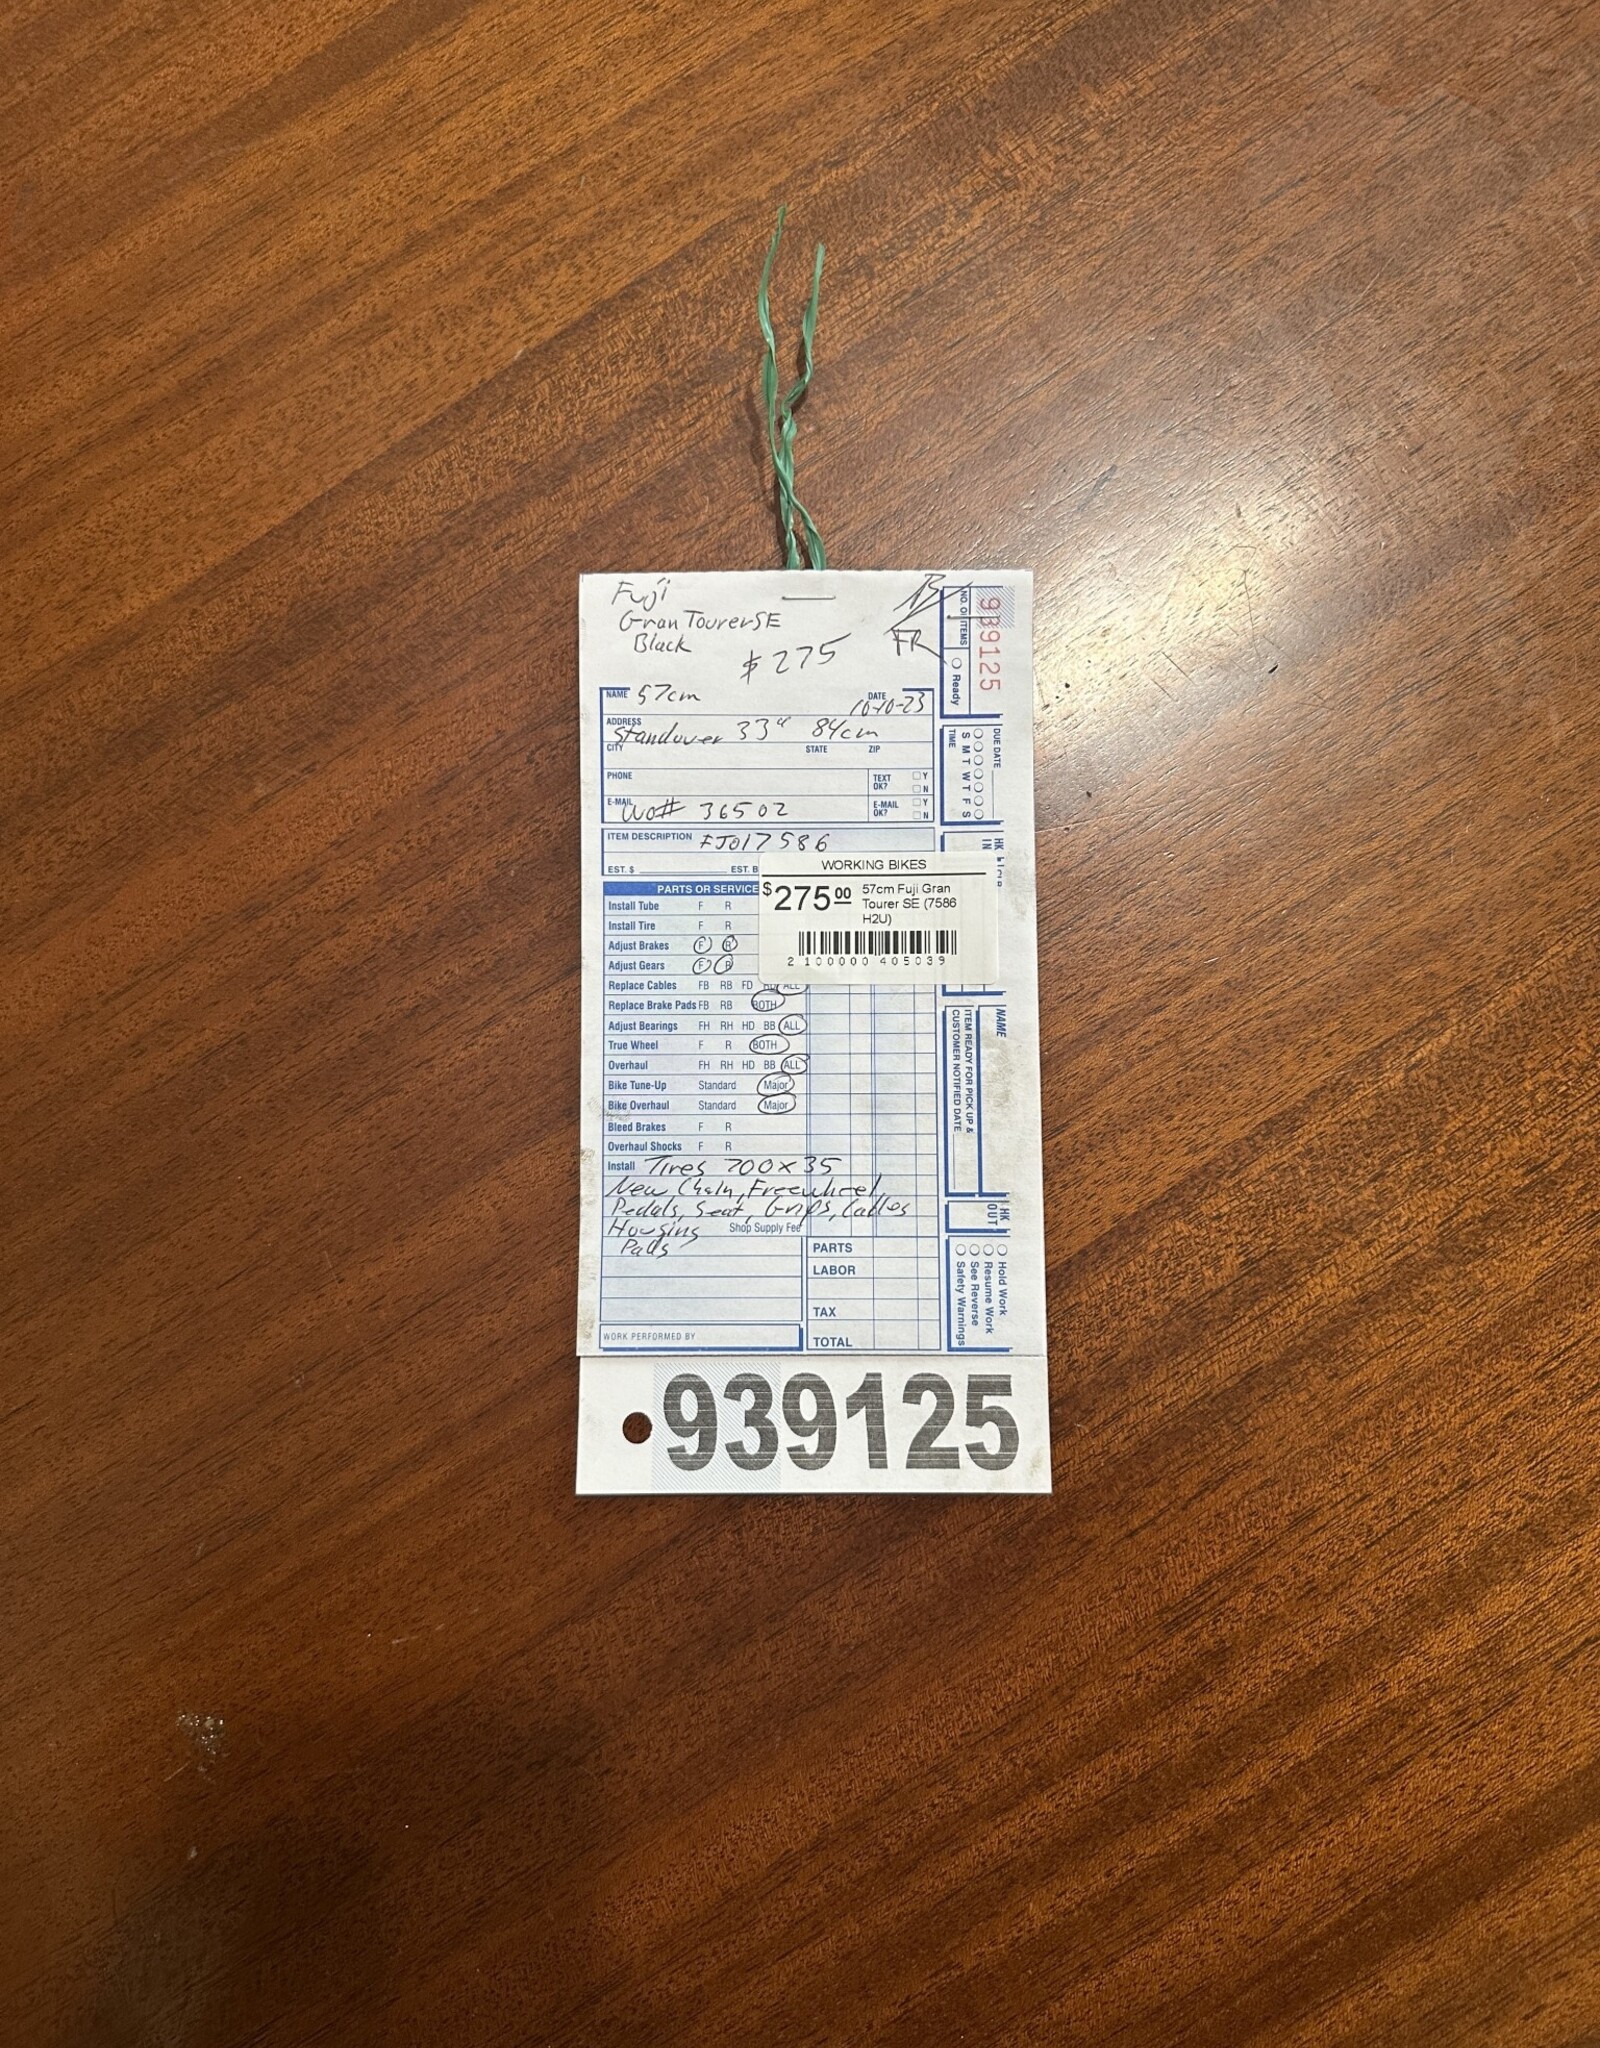 Fuji
Gran Tourer SE
Black
$275
FR
NO. OF ITEMS
Ready
939125
NAME 57cm DATE 10-10-23
ADDRESS Standover 33" 84cm
CITY STATE ZIP
PHONE TEXT OK? Y N
E-MAIL WO# 36502 E-MAIL OK? Y N
DUE DATE
S M T W T F S
TIME
ITEM DESCRIPTION FJ017586
EST. $ EST. B
HK IN
WORKING BIKES
$275.00 57cm Fuji Gran
Tourer SE (7586
H2U)
2 100000 405039
PARTS OR SERVICE
Install Tube F R
Install Tire F R
Adjust Brakes F R
Adjust Gears F R
Replace Cables FB RB FD RD ALL
Replace Brake Pads FB RB BOTH
Adjust Bearings FH RH HD BB ALL
True Wheel F R BOTH
Overhaul FH RH HD BB ALL
Bike Tune-Up Standard Major
Bike Overhaul Standard Major
Bleed Brakes F R
Overhaul Shocks F R
Install Tires 700x35
New Chain, Freewheel,
Pedals, Seat, Grips, Cables
Housing Shop Supply Fee
Pads
NAME
ITEM READY FOR PICK UP &
CUSTOMER NOTIFIED DATE
HK OUT
PARTS
LABOR
TAX
TOTAL
WORK PERFORMED BY
Hold Work
Resume Work
See Reverse
Safety Warnings
939125